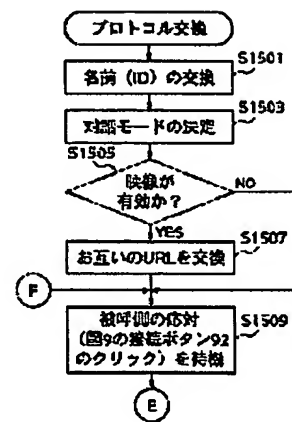 プロトコル交換
S1501
名前(ID)の交換
S1503
対話モードの決定
S1505
映像が
有効か?
NO
YES
S1507
お互いのURLを交換
F
S1509
被呼側の応対
(図9の接続ボタン92
のクリック)を待機
E